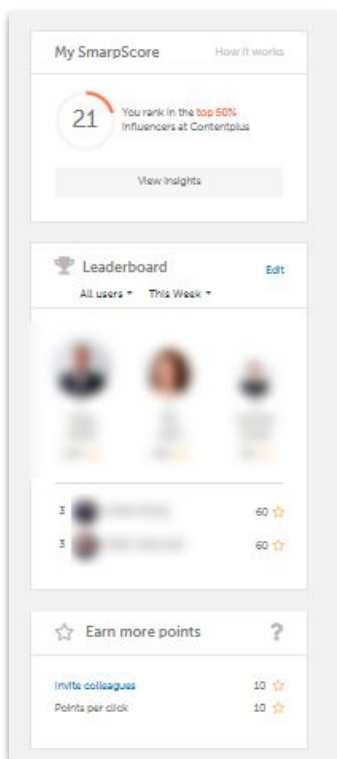 My SmarpScore How it works
21
You rank in the top 50%
Influencers at Contentplus
View Insights
Leaderboard Edit
All users This Week
3 60
3 60
Earn more points ?
Invite colleagues 10
Points per click 10